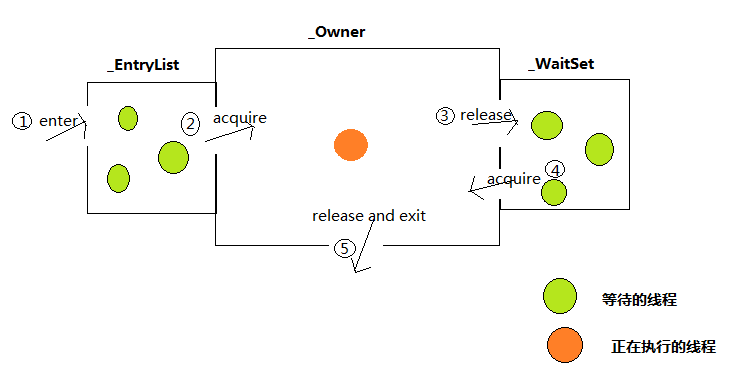 _Owner
_EntryList
_WaitSet
① enter
② acquire
③ release
acquire ④
release and exit
⑤
等待的线程
正在执行的线程